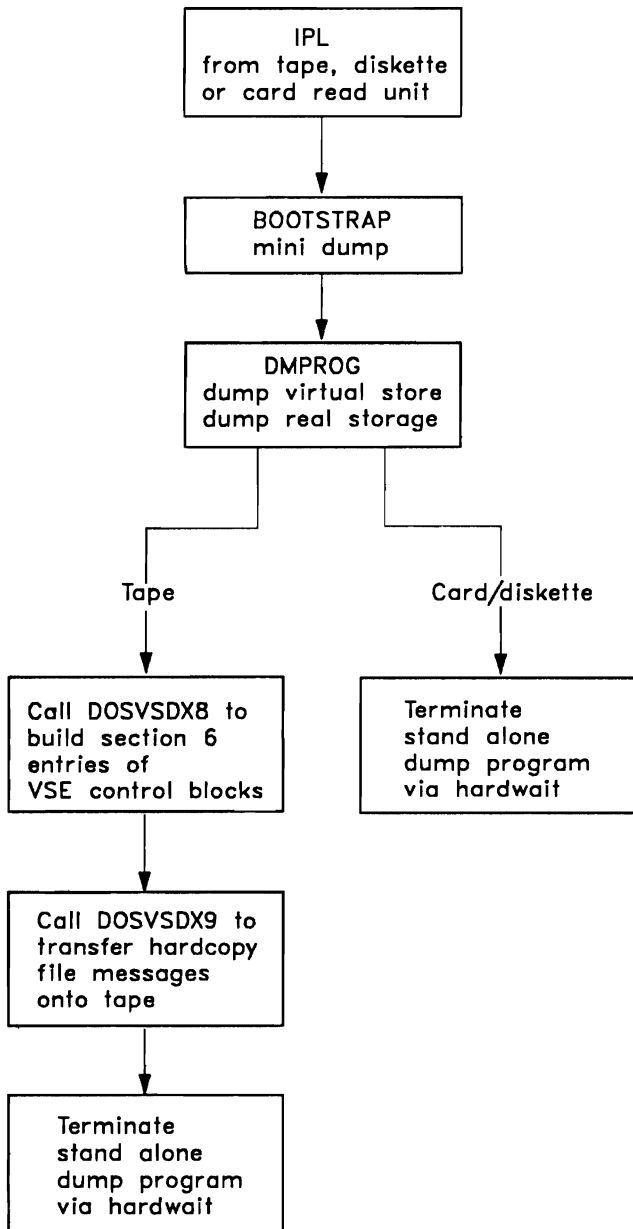 IPL
from tape, diskette
or card read unit
BOOTSTRAP
mini dump
DMPROG
dump virtual store
dump real storage
Tape
Card/diskette
Call DOSVSDX8 to
build section 6
entries of
VSE control blocks
Terminate
stand alone
dump program
via hardwait
Call DOSVSDX9 to
transfer hardcopy
file messages
onto tape
Terminate
stand alone
dump program
via hardwait